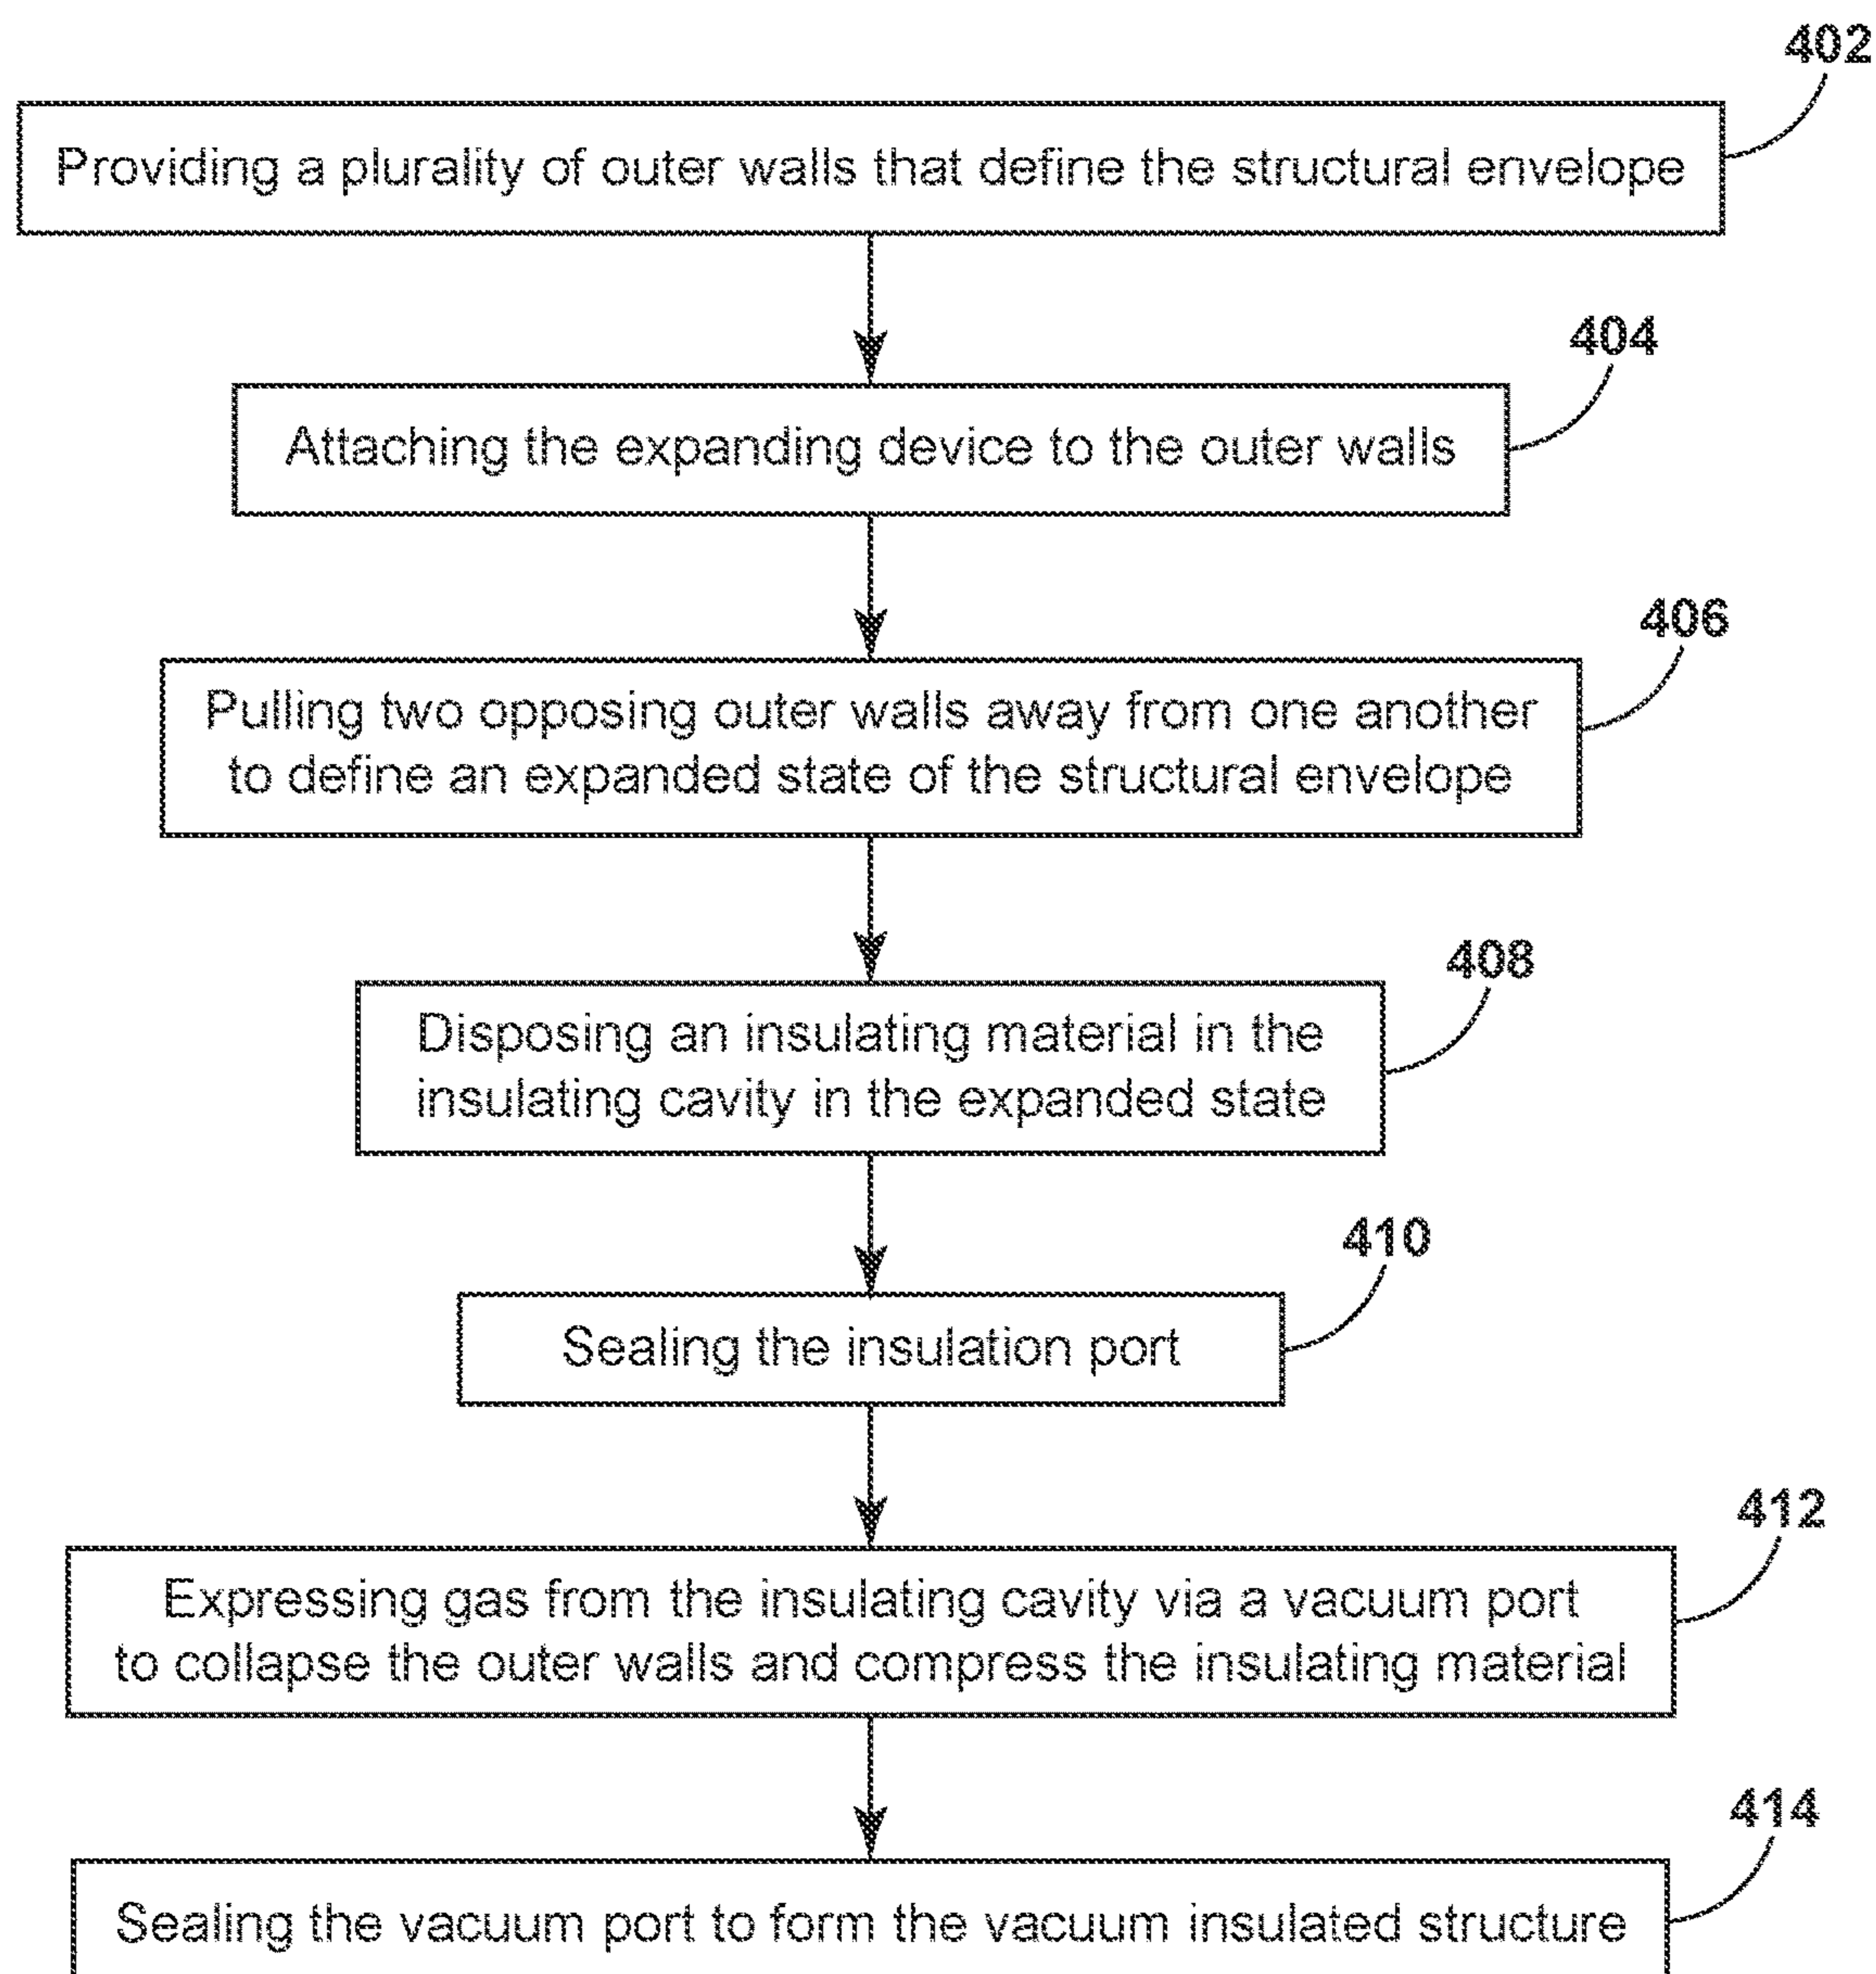 402
Providing a plurality of outer walls that define the structural envelope
404
Attaching the expanding device to the outer walls
406
Pulling two opposing outer walls away from one another
to define an expanded state of the structural envelope
408
Disposing an insulating material in the
insulating cavity in the expanded state
410
Sealing the insulation port
412
Expressing gas from the insulating cavity via a vacuum port
to collapse the outer walls and compress the insulating material
414
Sealing the vacuum port to form the vacuum insulated structure